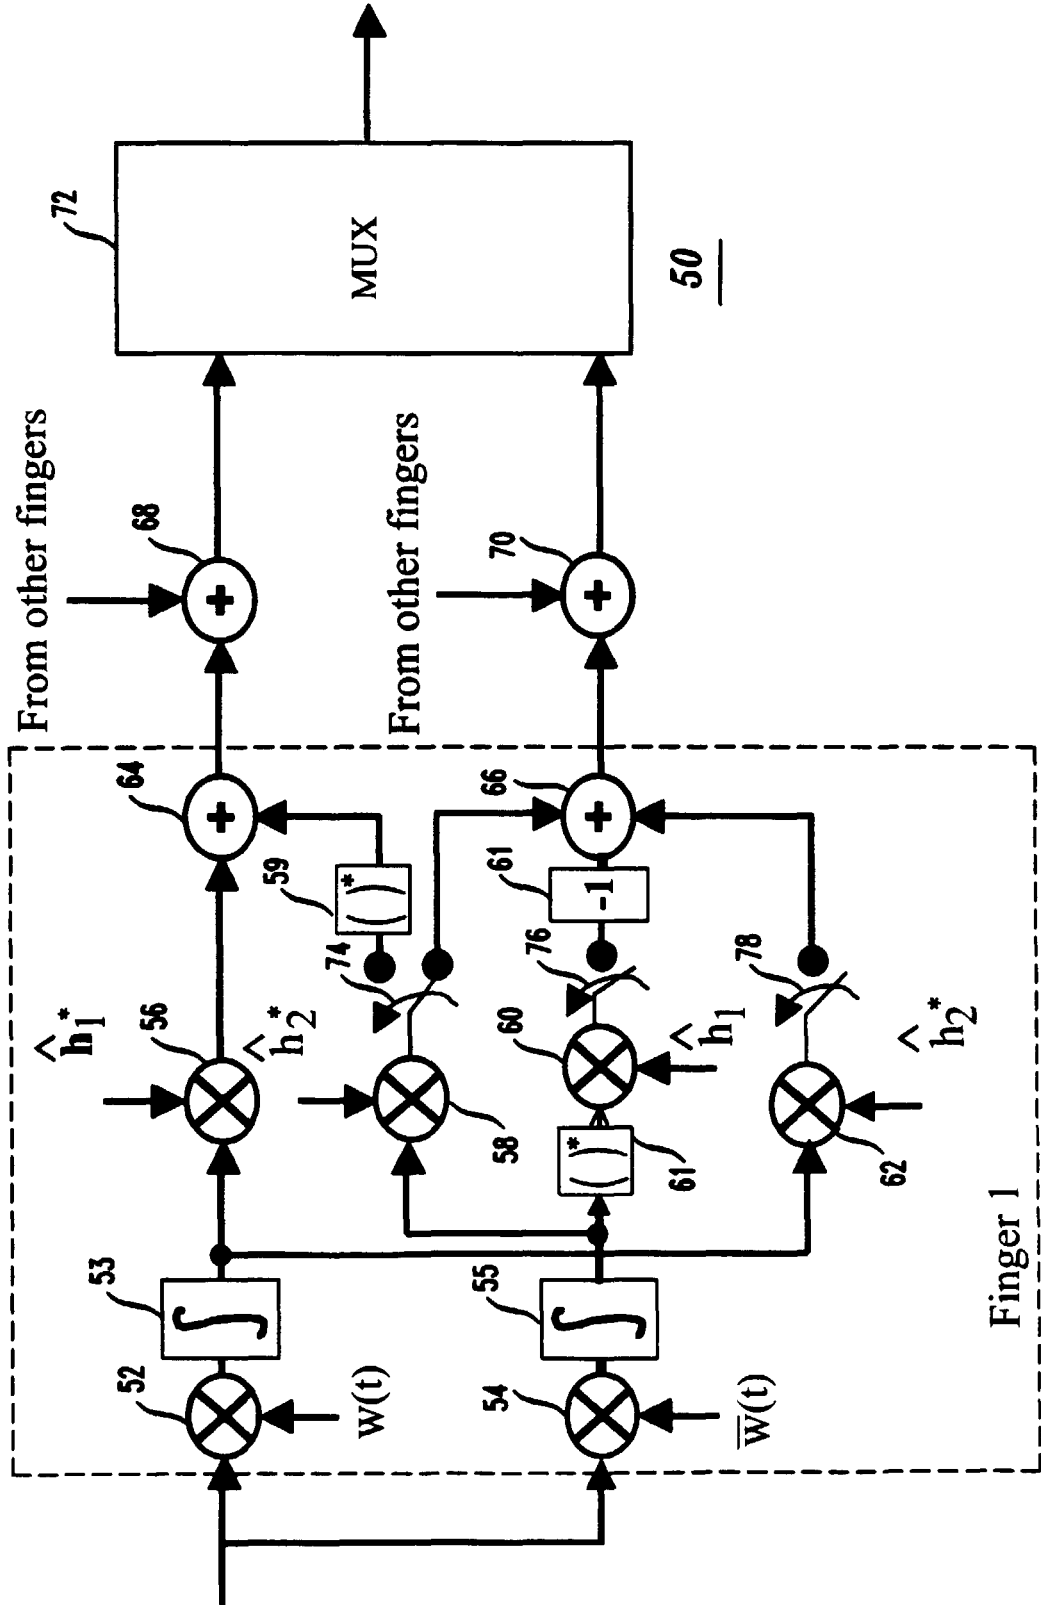 From other fingers
From other fingers
68
70
72
MUX
50
64
66
59
( )*
74
61
-1
76
78
ĥ₁*
56
ĥ₂*
58
60
ĥ₁
( )*
61
ĥ₂*
62
53
∫
55
∫
52
w(t)
54
w̅(t)
+
+
+
+
Finger 1